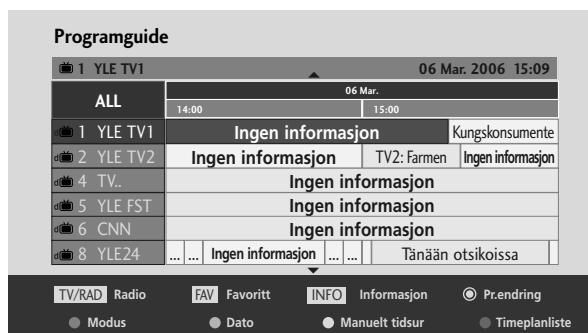 Programguide
1 YLE TV1 06 Mar. 2006 15:09
ALL 06 Mar.
14:00 15:00
1 YLE TV1 Ingen informasjon Kungskonsumente
2 YLE TV2 Ingen informasjon TV2: Farmen Ingen informasjon
4 TV.. Ingen informasjon
5 YLE FST Ingen informasjon
6 CNN Ingen informasjon
8 YLE24 ... ... Ingen informasjon ... ... Tänään otsikoissa
TV/RAD Radio FAV Favoritt INFO Informasjon Pr.endring
Modus Dato Manuelt tidsur Timeplanliste